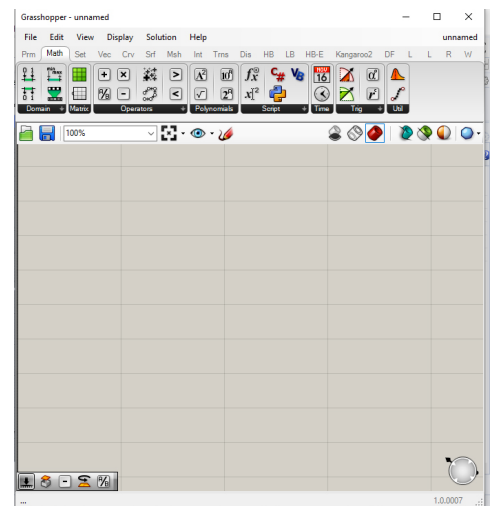 Grasshopper - unnamed
File Edit View Display Solution Help unnamed
Prm Math Set Vec Crv Srf Msh Int Trns Dis HB LB HB-E Kangaroo2 DF L L R W
Domain Matrix Operators Polynomials Script Time Trig Util
100%
...
1.0.0007